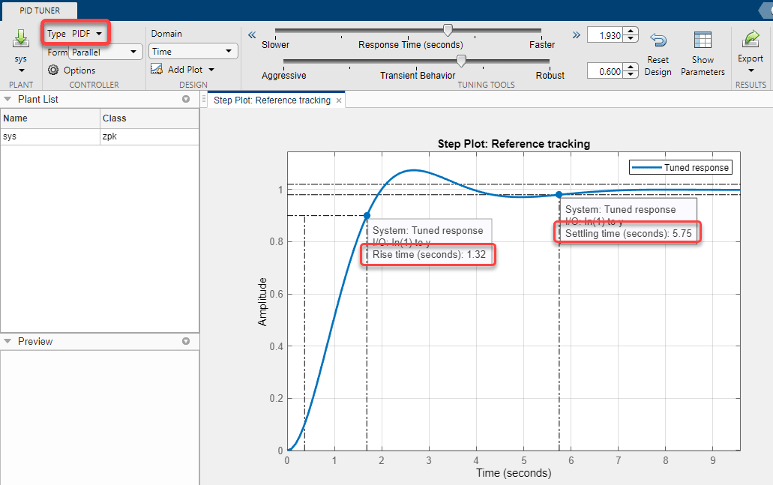 PID TUNER
Type PIDF
Domain
Slower Response Time (seconds) Faster
1.930
sys
Form: Parallel
Time
Options
Add Plot
Aggressive Transient Behavior Robust
0.600
Reset Design
Show Parameters
Export
PLANT
CONTROLLER
DESIGN
TUNING TOOLS
RESULTS
Plant List
Name Class
sys zpk
Preview
Step Plot: Reference tracking
Step Plot: Reference tracking
Tuned response
System: Tuned response
I/O: In(1) to y
Rise time (seconds): 1.32
System: Tuned response
I/O: In(1) to y
Settling time (seconds): 5.75
Amplitude
1
0.8
0.6
0.4
0.2
0
0 1 2 3 4 5 6 7 8 9
Time (seconds)